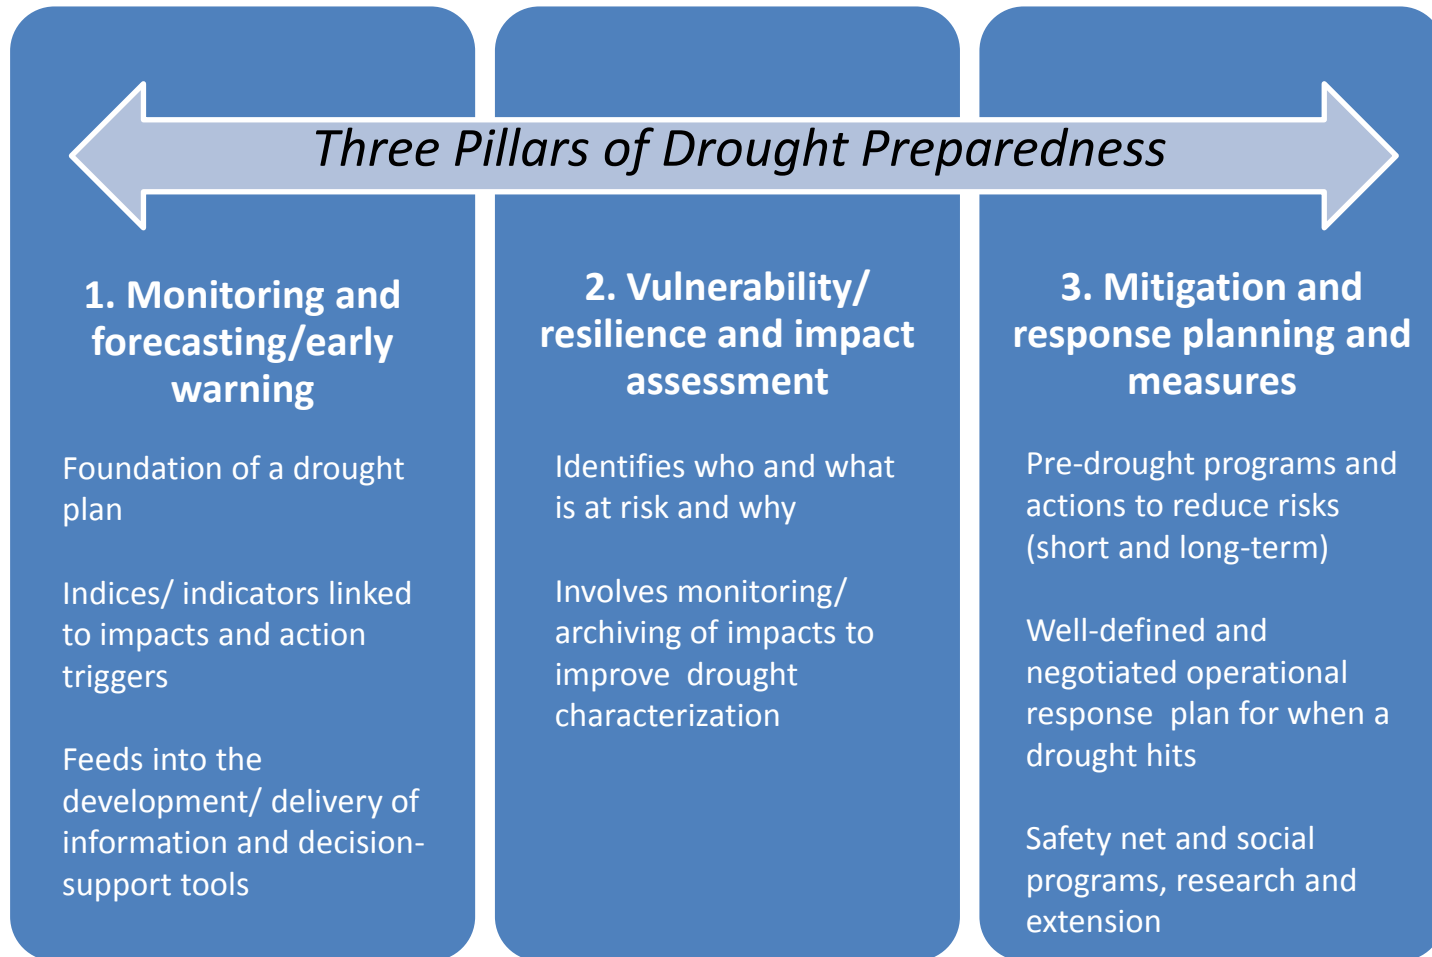 Three Pillars of Drought Preparedness
1. Monitoring and
forecasting/early
warning
Foundation of a drought
plan
Indices/ indicators linked
to impacts and action
triggers
Feeds into the
development/ delivery of
information and decision-
support tools
2. Vulnerability/
resilience and impact
assessment
Identifies who and what
is at risk and why
Involves monitoring/
archiving of impacts to
improve  drought
characterization
3. Mitigation and
response planning and
measures
Pre-drought programs and
actions to reduce risks
(short and long-term)
Well-defined and
negotiated operational
response  plan for when a
drought hits
Safety net and social
programs, research and
extension